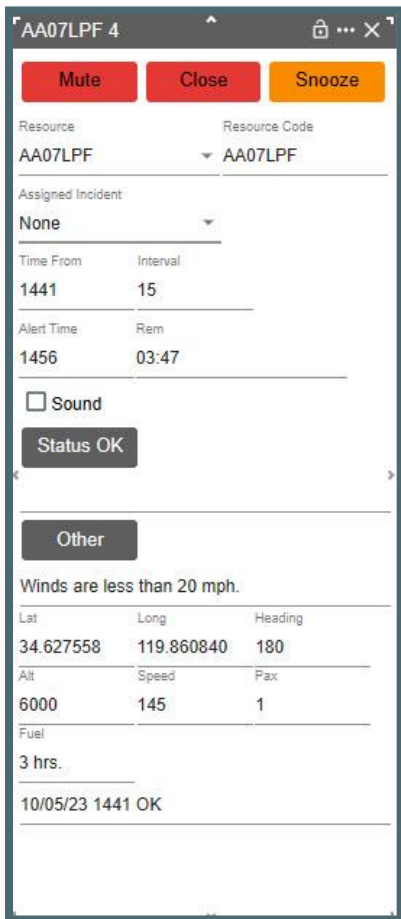 AA07LPF 4
Mute Close Snooze
Resource Resource Code
AA07LPF AA07LPF
Assigned Incident
None
Time From Interval
1441 15
Alert Time Rem
1456 03:47
Sound
Status OK
Other
Winds are less than 20 mph.
Lat Long Heading
34.627558 119.860840 180
Alt Speed Pax
6000 145 1
Fuel
3 hrs.
10/05/23 1441 OK